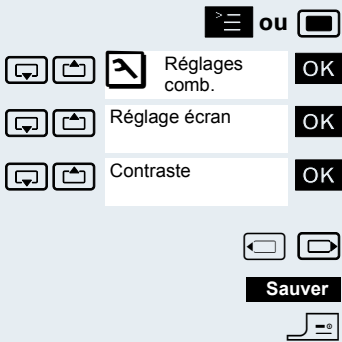 ou
Réglages
comb.
OK
Réglage écran
OK
Contraste
OK
Sauver